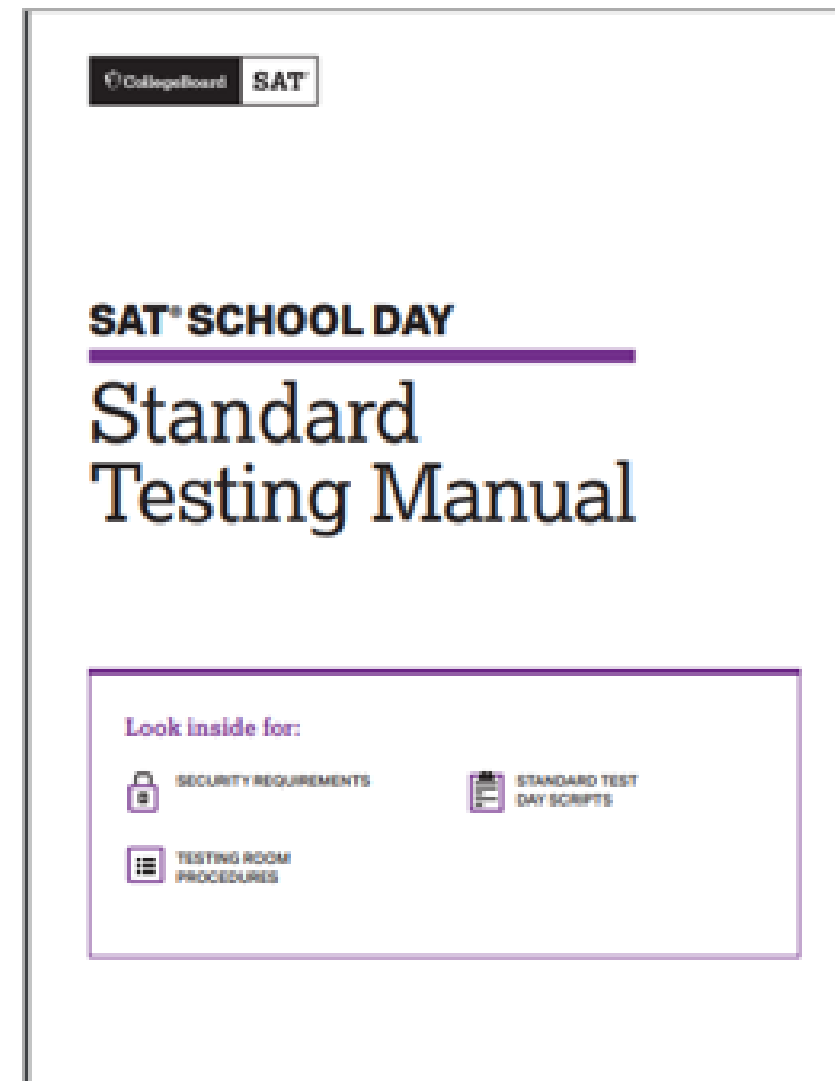 CollegeBoard SAT
SAT® SCHOOL DAY
Standard
Testing Manual
Look inside for:
SECURITY REQUIREMENTS
STANDARD TEST
DAY SCRIPTS
TESTING ROOM
PROCEDURES